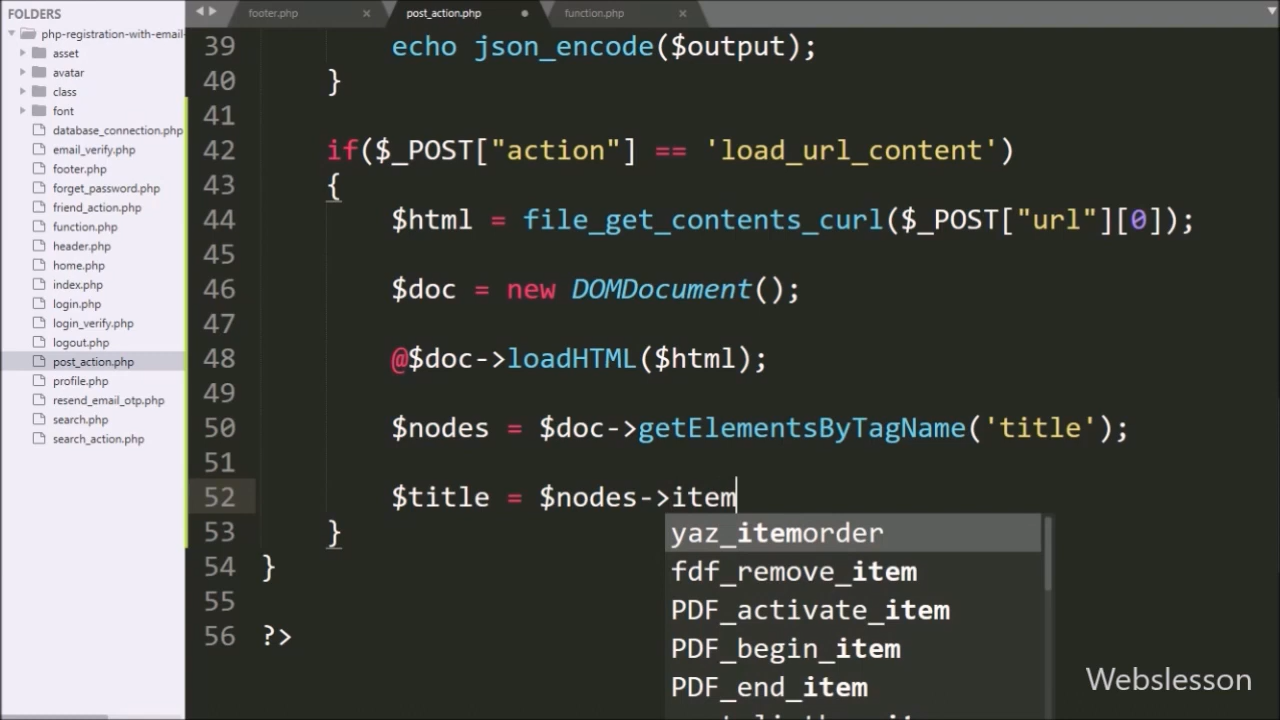 FOLDERS
php-registration-with-email-
asset
avatar
class
font
database_connection.php
email_verify.php
footer.php
forget_password.php
friend_action.php
function.php
header.php
home.php
index.php
login.php
login_verify.php
logout.php
post_action.php
profile.php
resend_email_otp.php
search.php
search_action.php
footer.php
post_action.php
function.php
39 echo json_encode($output);
40 }
41
42 if($_POST["action"] == 'load_url_content')
43 {
44 $html = file_get_contents_curl($_POST["url"][0]);
45
46 $doc = new DOMDocument();
47
48 @$doc->loadHTML($html);
49
50 $nodes = $doc->getElementsByTagName('title');
51
52 $title = $nodes->item
53 }
54 }
55
56 ?>
yaz_itemorder
fdf_remove_item
PDF_activate_item
PDF_begin_item
PDF_end_item
Webslesson